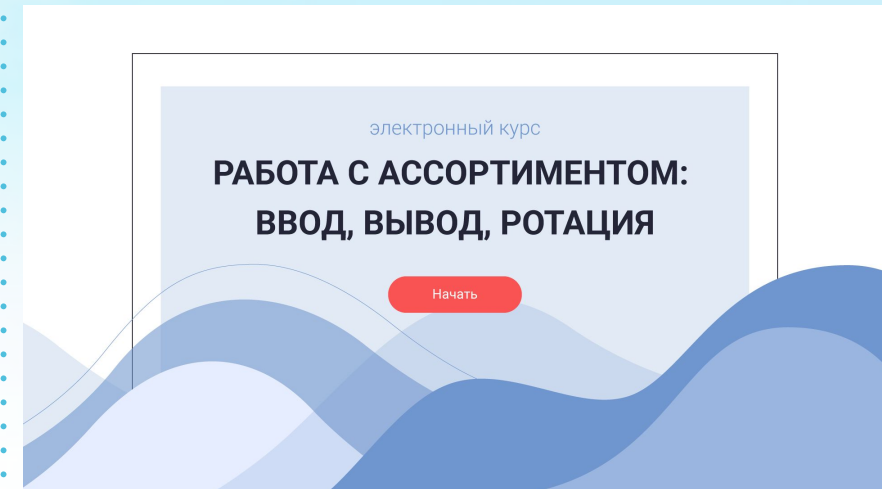 электронный курс
РАБОТА С АССОРТИМЕНТОМ:
ВВОД, ВЫВОД, РОТАЦИЯ
Начать